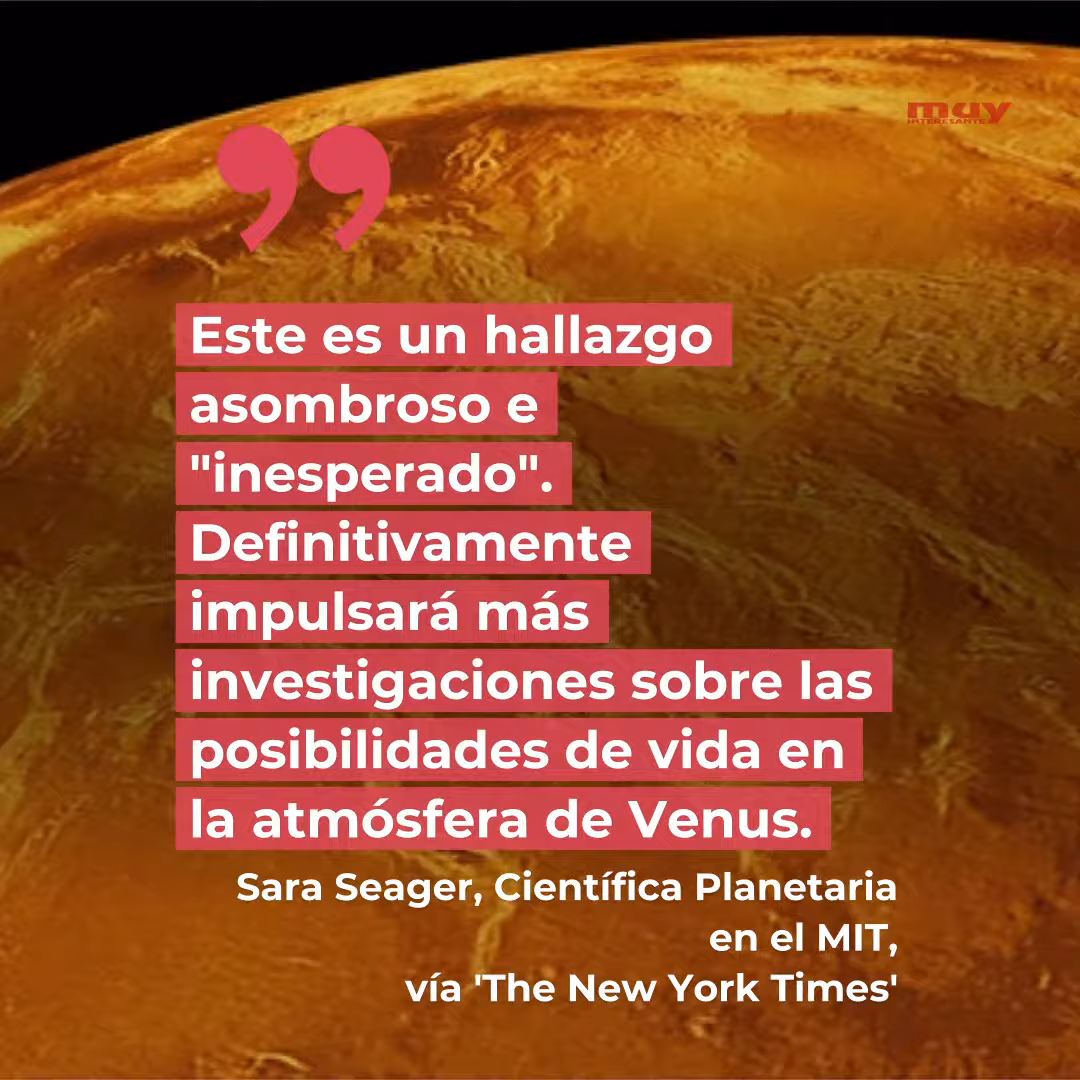 muy
INTERESANTE
”
Este es un hallazgo
asombroso e
"inesperado".
Definitivamente
impulsará más
investigaciones sobre las
posibilidades de vida en
la atmósfera de Venus.
Sara Seager, Científica Planetaria
en el MIT,
vía 'The New York Times'